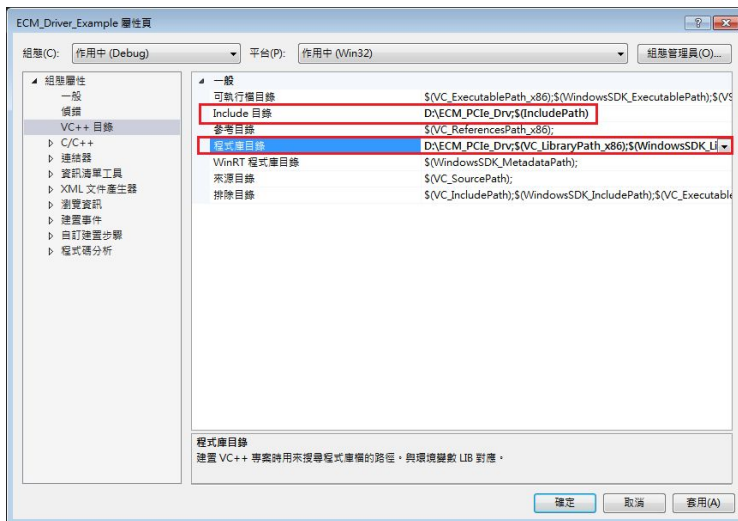 ECM_Driver_Example 屬性頁
組態(C): 作用中 (Debug) 平台(P): 作用中 (Win32) 組態管理員(O)...
組態屬性
一般
偵錯
VC++ 目錄
C/C++
連結器
資訊清單工具
XML 文件產生器
瀏覽資訊
建置事件
自訂建置步驟
程式碼分析
一般
可執行檔目錄 $(VC_ExecutablePath_x86);$(WindowsSDK_ExecutablePath);$(VS
Include 目錄 D:\ECM_PCIe_Drv;$(IncludePath)
參考目錄 $(VC_ReferencesPath_x86);
程式庫目錄 D:\ECM_PCIe_Drv;$(VC_LibraryPath_x86);$(WindowsSDK_Li
WinRT 程式庫目錄 $(WindowsSDK_MetadataPath);
來源目錄 $(VC_SourcePath);
排除目錄 $(VC_IncludePath);$(WindowsSDK_IncludePath);$(VC_Executable
程式庫目錄
建置 VC++ 專案時用來搜尋程式庫檔的路徑。與環境變數 LIB 對應。
確定 取消 套用(A)